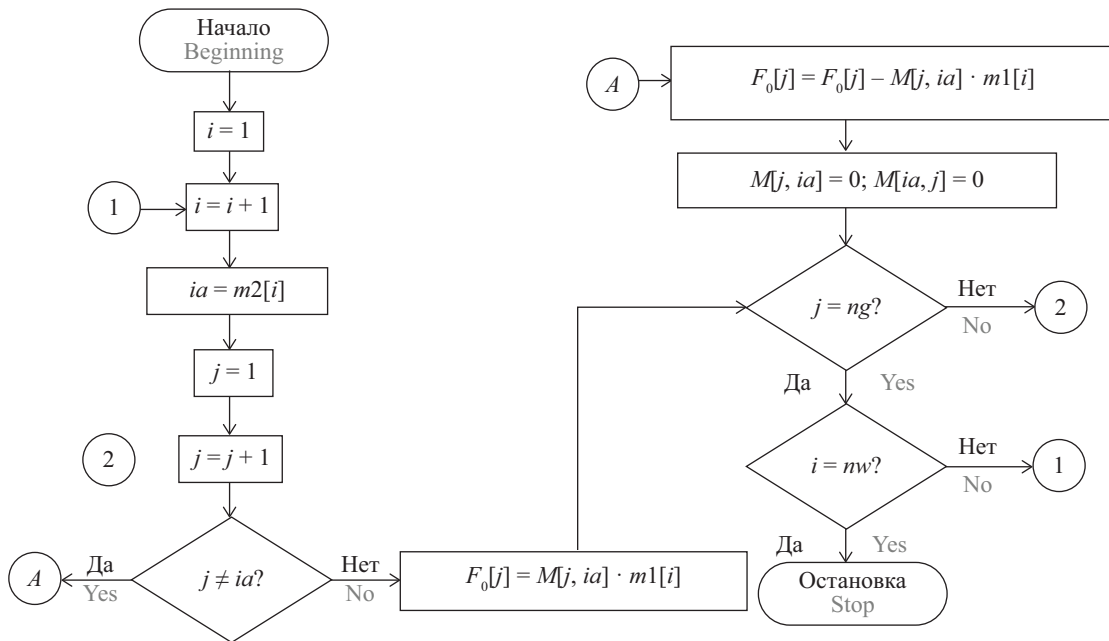 Начало
Beginning
i = 1
1
i = i + 1
ia = m2[i]
j = 1
2
j = j + 1
j ≠ ia?
Да
Yes
A
Нет
No
F₀[j] = M[j, ia] · m1[i]
A
F₀[j] = F₀[j] – M[j, ia] · m1[i]
M[j, ia] = 0; M[ia, j] = 0
j = ng?
Нет
No
2
Да Yes
i = nw?
Нет
No
1
Да Yes
Остановка
Stop